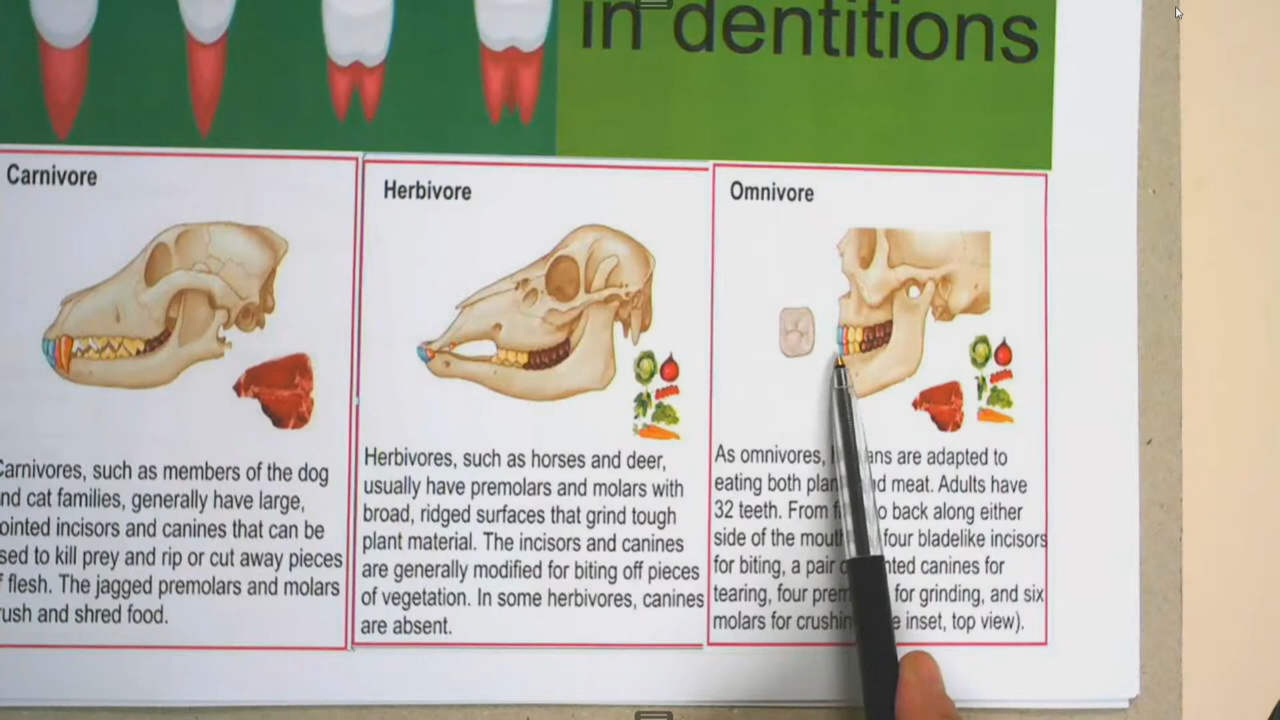 in dentitions
Carnivore
Carnivores, such as members of the dog
and cat families, generally have large,
pointed incisors and canines that can be
used to kill prey and rip or cut away pieces
flesh. The jagged premolars and molars
crush and shred food.
Herbivore
Herbivores, such as horses and deer,
usually have premolars and molars with
broad, ridged surfaces that grind tough
plant material. The incisors and canines
are generally modified for biting off pieces
of vegetation. In some herbivores, canines
are absent.
Omnivore
As omnivores, are adapted to
eating both meat. Adults have
32 teeth. From back along either
side of the four bladelike incisors
for biting, a pair canines for
tearing, four for grinding, and six
molars for inset, top view).